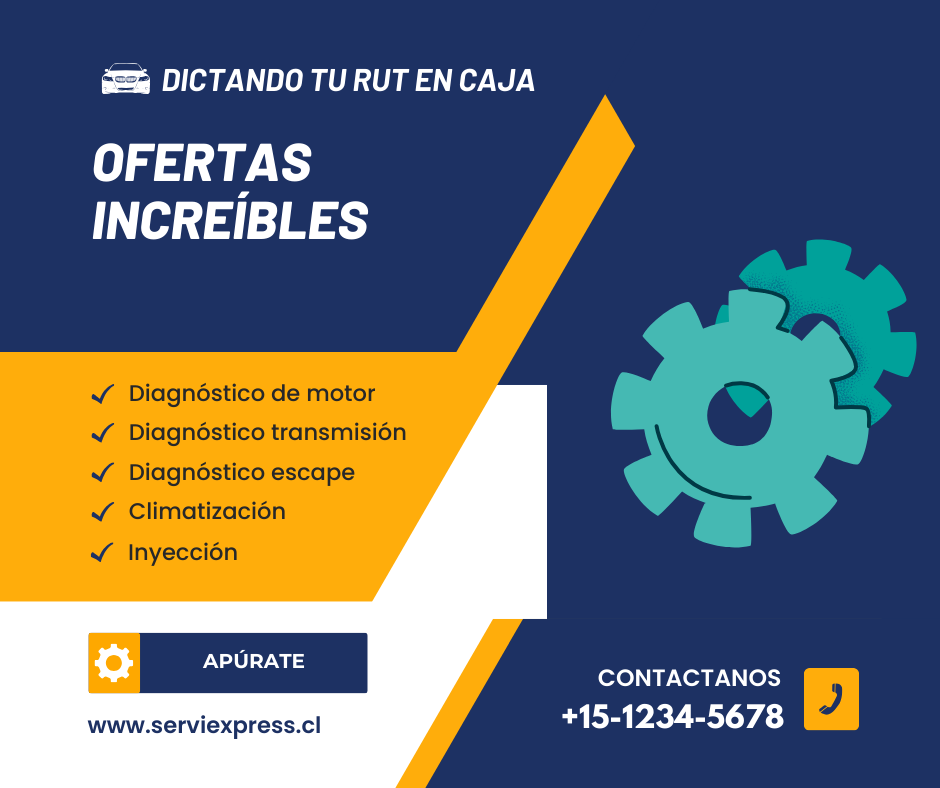 DICTANDO TU RUT EN CAJA
OFERTAS
INCREÍBLES
Diagnóstico de motor
Diagnóstico transmisión
Diagnóstico escape
Climatización
Inyección
APÚRATE
www.serviexpress.cl
CONTACTANOS
+15-1234-5678